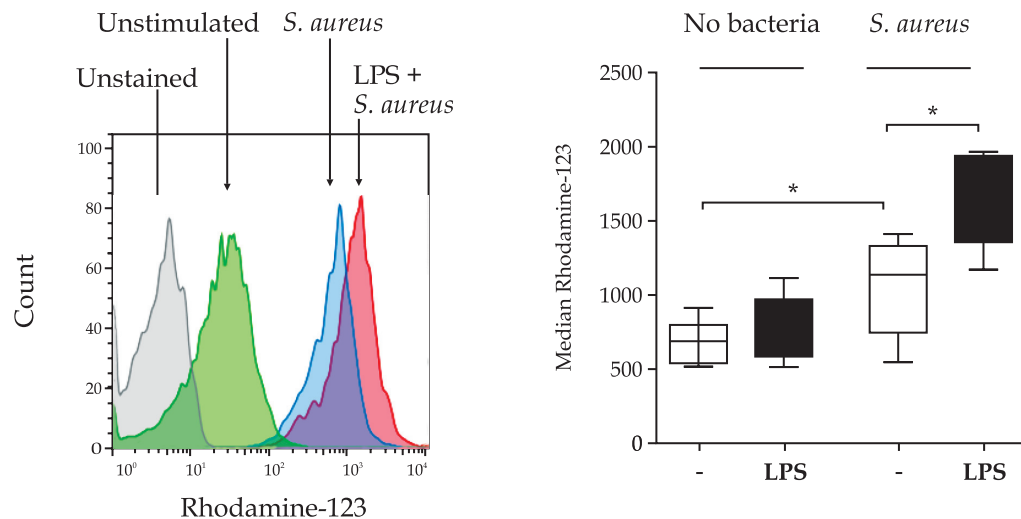 Unstimulated S. aureus
Unstained
LPS +
S. aureus
100
80
60
40
20
0
Count
10⁰ 10¹ 10² 10³ 10⁴
Rhodamine-123
No bacteria S. aureus
2500
2000
1500
1000
500
0
Median Rhodamine-123
*
*
- LPS - LPS